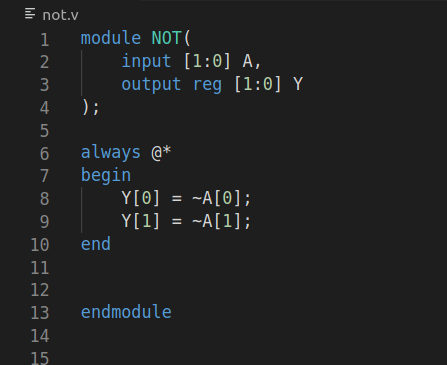 not.v
1 module NOT(
2 input [1:0] A,
3 output reg [1:0] Y
4 );
5
6 always @*
7 begin
8 Y[0] = ~A[0];
9 Y[1] = ~A[1];
10 end
11
12
13 endmodule
14
15